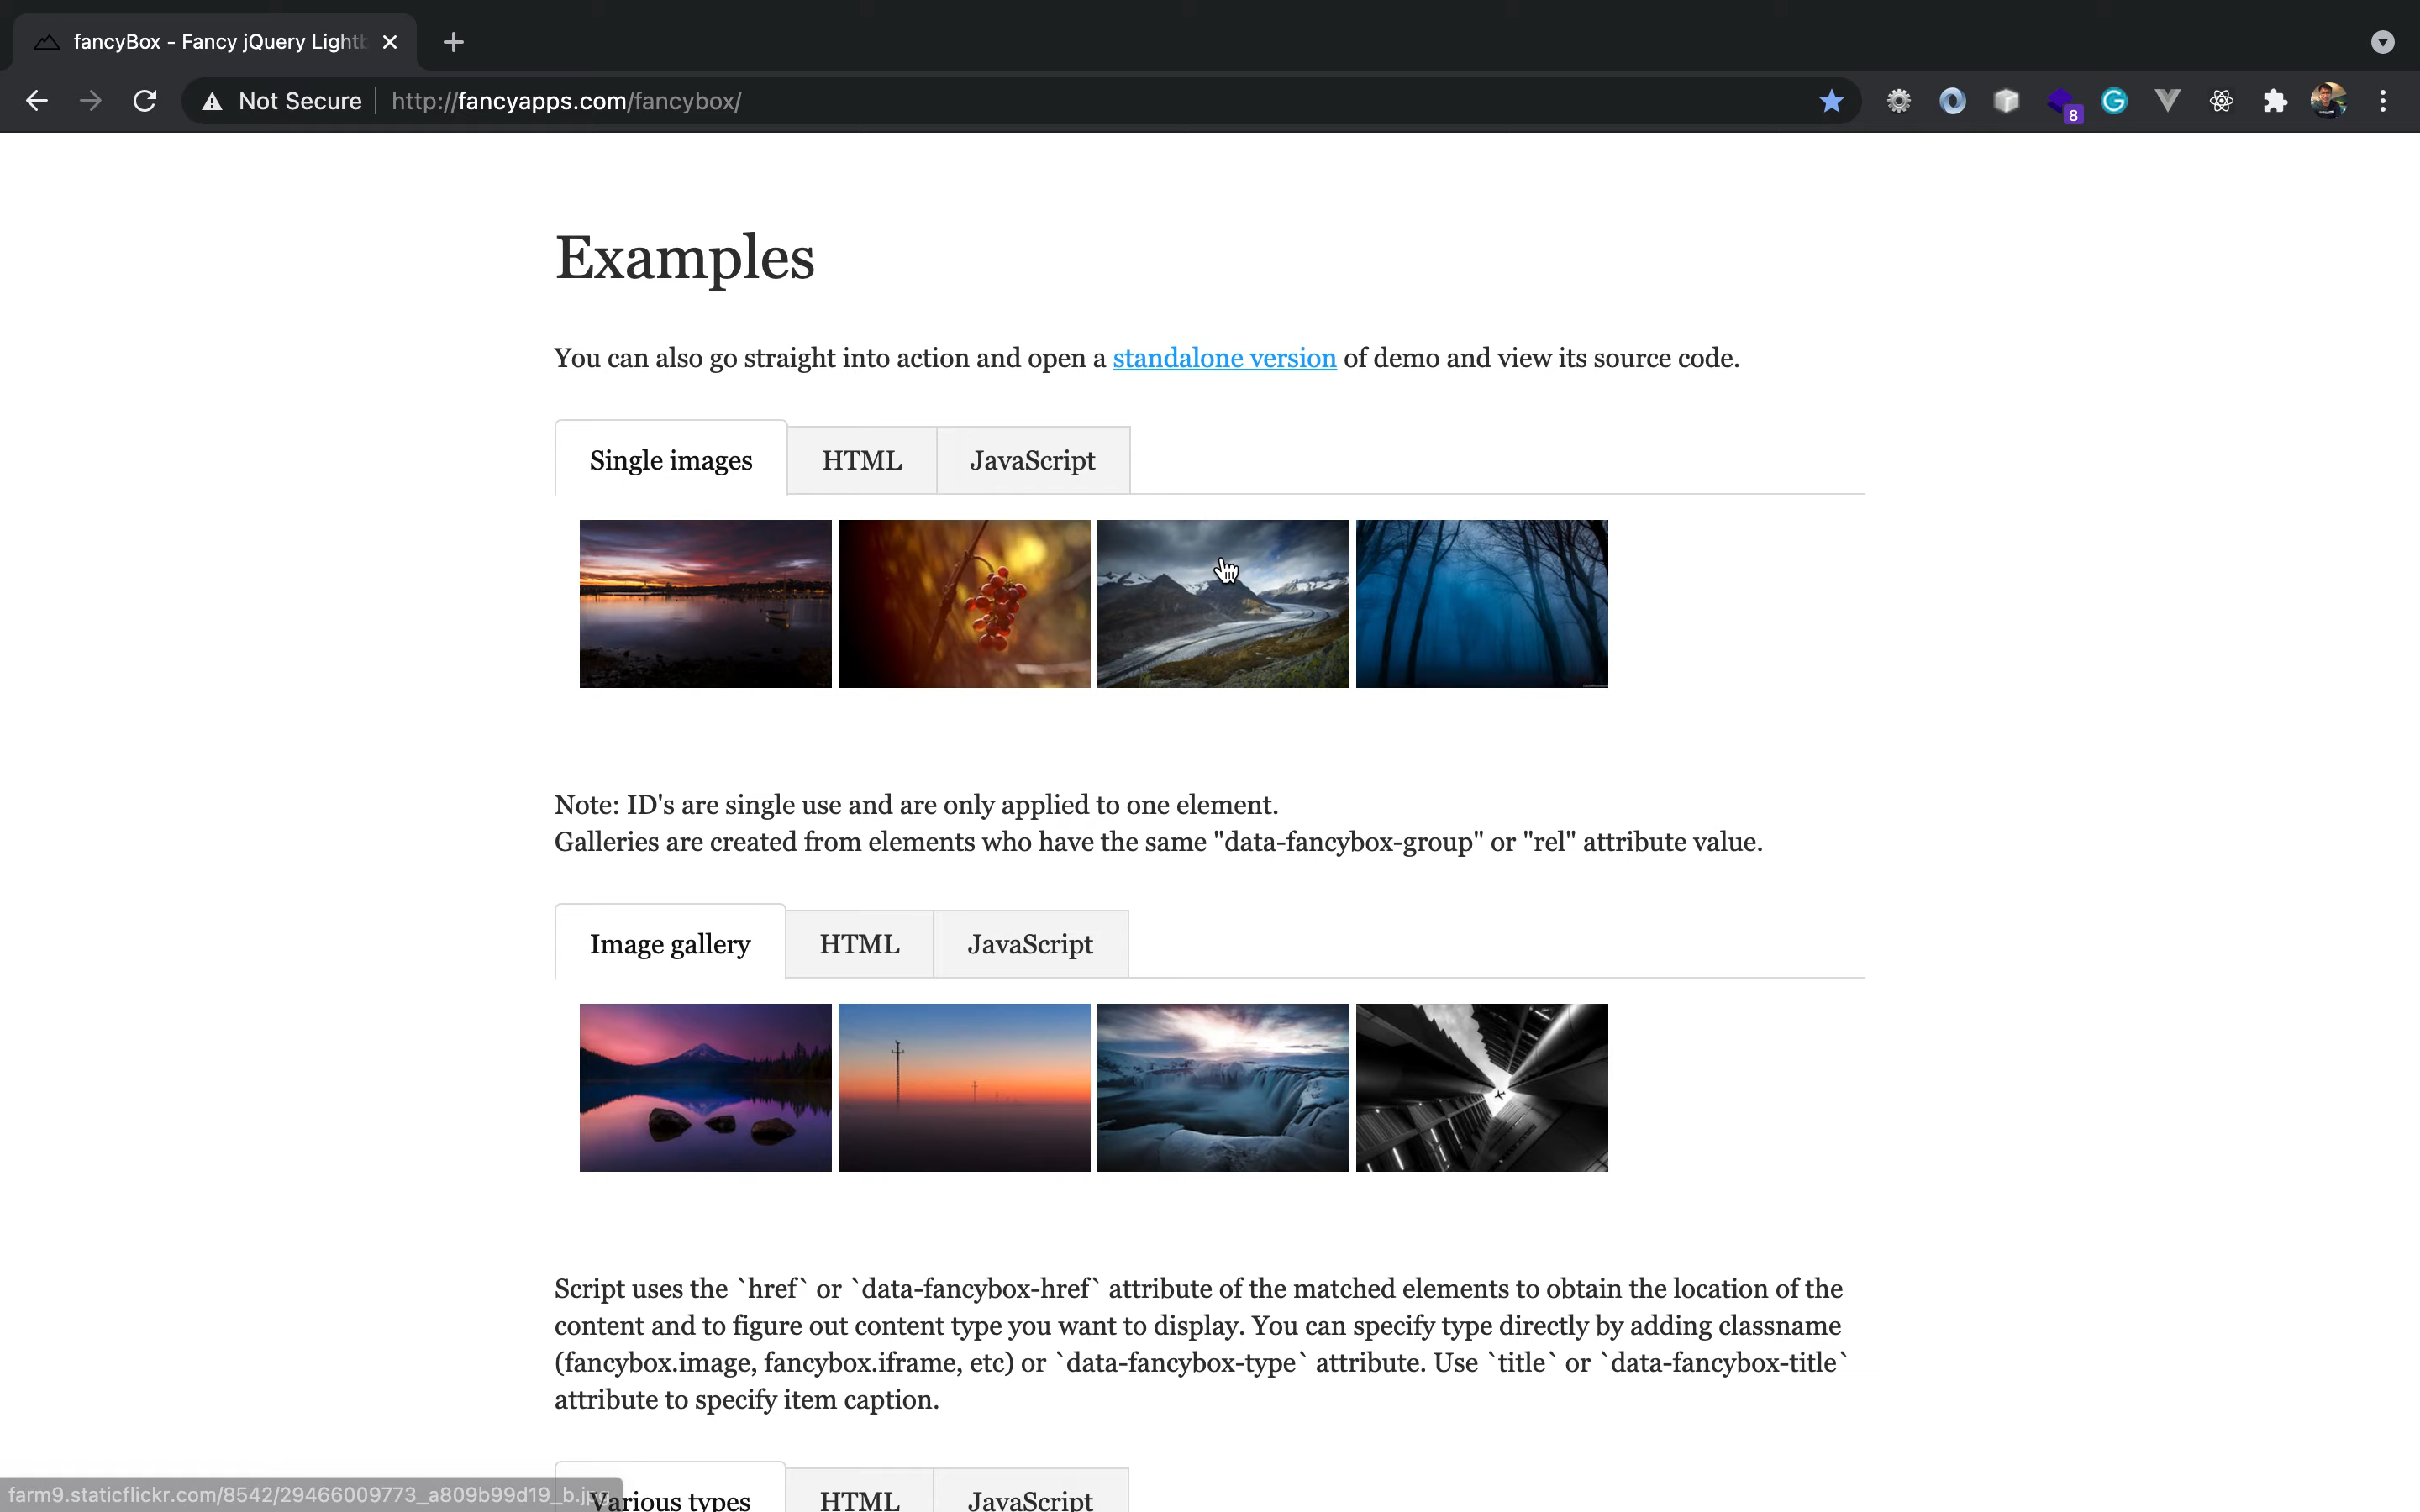 fancyBox - Fancy jQuery Lightb
Not Secure
http://fancyapps.com/fancybox/
8
Examples
You can also go straight into action and open a standalone version of demo and view its source code.
Single images
HTML
JavaScript
Note: ID's are single use and are only applied to one element.
Galleries are created from elements who have the same "data-fancybox-group" or "rel" attribute value.
Image gallery
HTML
JavaScript
Script uses the `href` or `data-fancybox-href` attribute of the matched elements to obtain the location of the
content and to figure out content type you want to display. You can specify type directly by adding classname
(fancybox.image, fancybox.iframe, etc) or `data-fancybox-type` attribute. Use `title` or `data-fancybox-title`
attribute to specify item caption.
Various types
HTML
JavaScript
farm9.staticflickr.com/8542/29466009773_a809b99d19_b.jpg